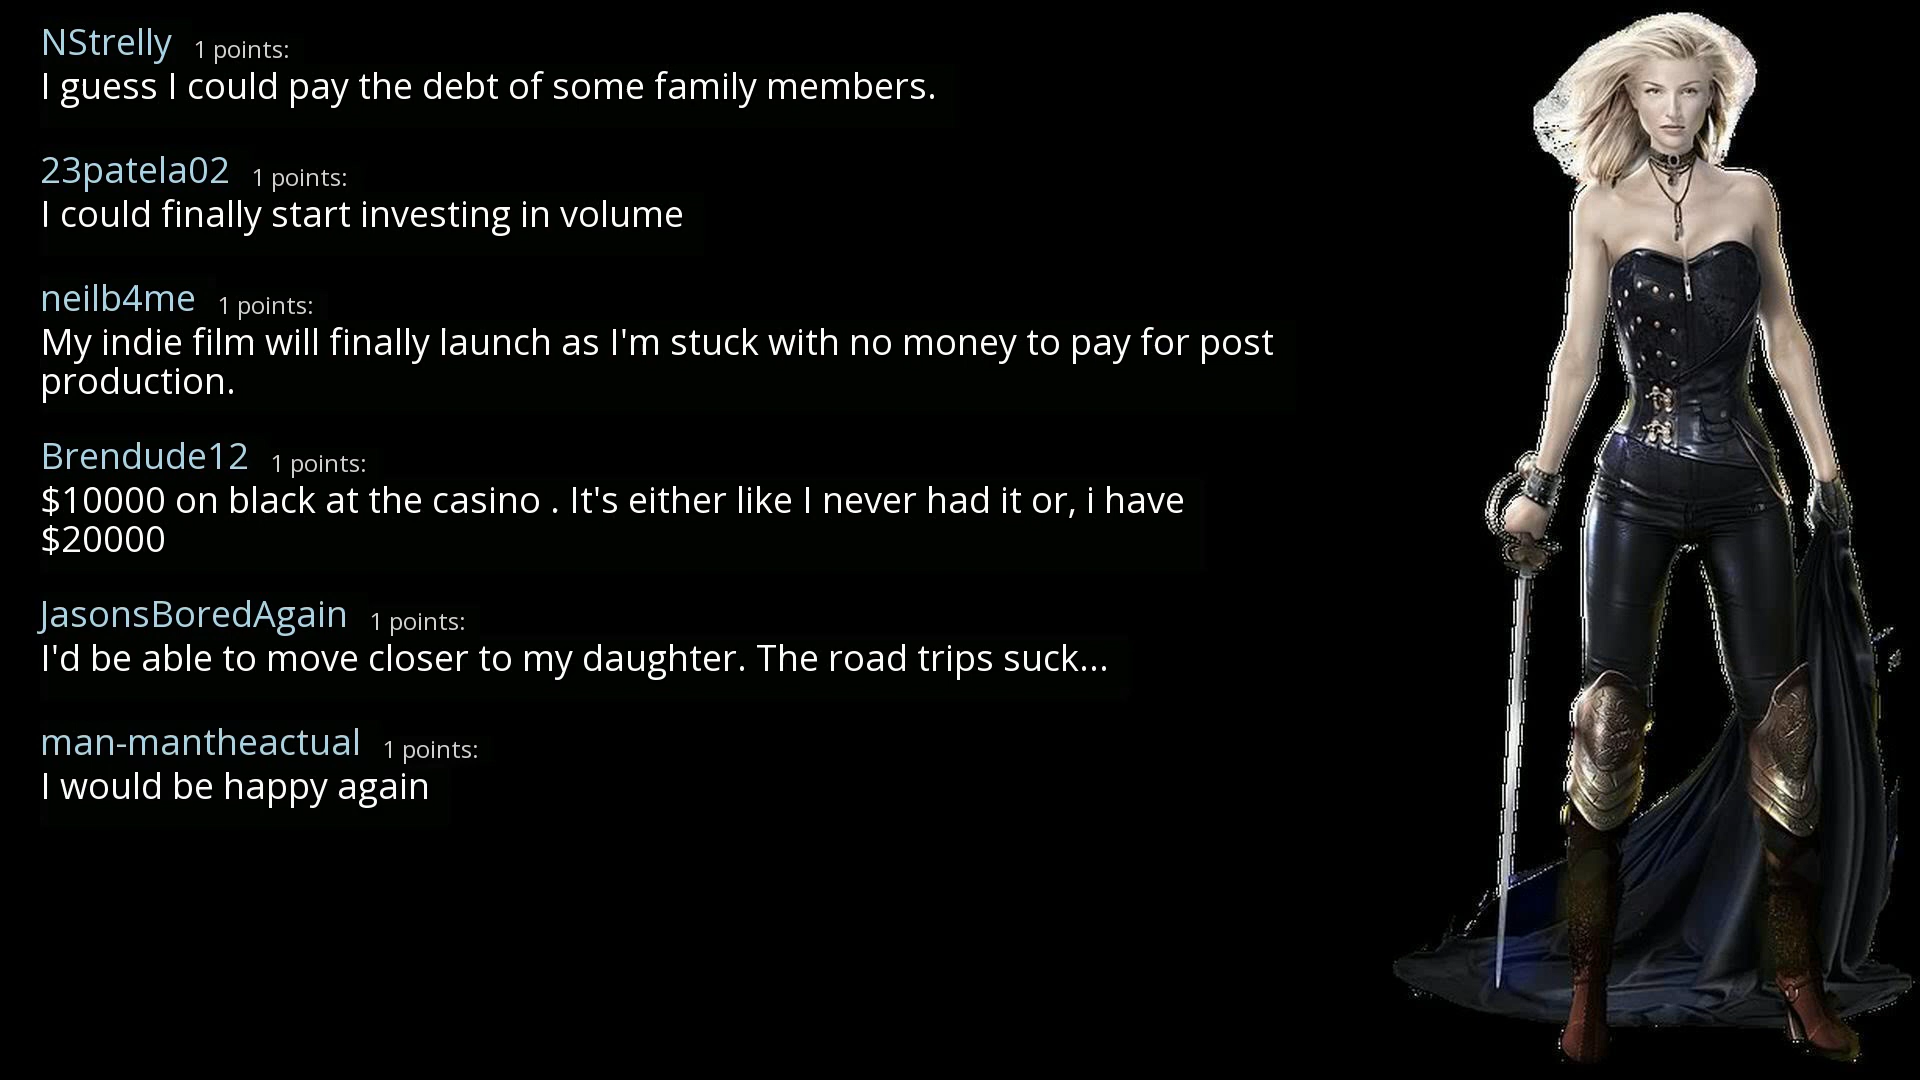 NStrelly 1 points:
I guess I could pay the debt of some family members.
23patela02 1 points:
I could finally start investing in volume
neilb4me 1 points:
My indie film will finally launch as I'm stuck with no money to pay for post
production.
Brendude12 1 points:
$10000 on black at the casino . It's either like I never had it or, i have
$20000
JasonsBoredAgain 1 points:
I'd be able to move closer to my daughter. The road trips suck...
man-mantheactual 1 points:
I would be happy again